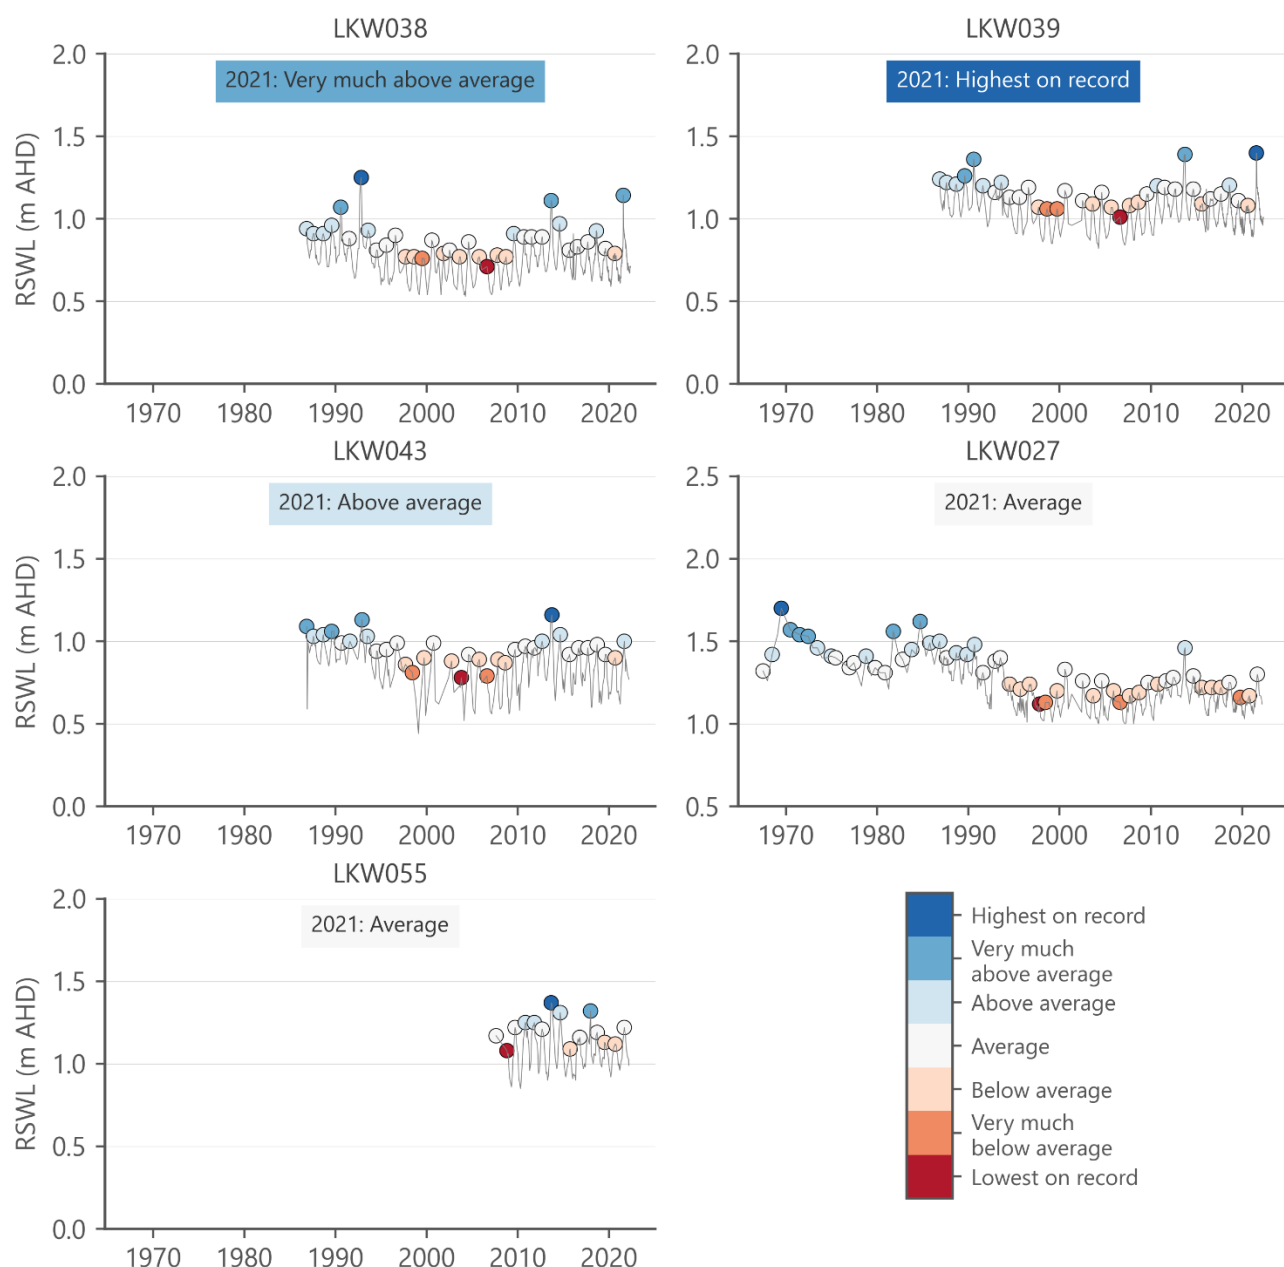 LKW038
2021: Very much above average
RSWL (m AHD)
2.0
1.5
1.0
0.5
0.0
1970 1980 1990 2000 2010 2020
LKW039
2021: Highest on record
2.0
1.5
1.0
0.5
0.0
1970 1980 1990 2000 2010 2020
LKW043
2021: Above average
RSWL (m AHD)
2.0
1.5
1.0
0.5
0.0
1970 1980 1990 2000 2010 2020
LKW027
2021: Average
2.5
2.0
1.5
1.0
0.5
1970 1980 1990 2000 2010 2020
LKW055
2021: Average
RSWL (m AHD)
2.0
1.5
1.0
0.5
0.0
1970 1980 1990 2000 2010 2020
Highest on record
Very much
above average
Above average
Average
Below average
Very much
below average
Lowest on record